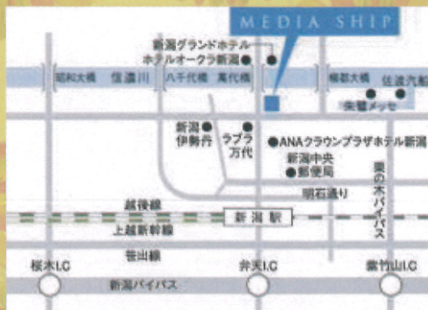 MEDIA SHIP
新潟グランドホテル
ホテルオークラ新潟
昭和大橋
信濃川
八千代橋
萬代橋
柳都大橋
佐渡汽船
朱鷺メッセ
新潟
伊勢丹
ラブラ
万代
ANAクラウンプラザホテル新潟
新潟中央
郵便局
明石通り
栗の木バイパス
越後線
上越新幹線
新潟駅
笹出線
桜木I.C
弁天I.C
紫竹山I.C
新潟バイパス